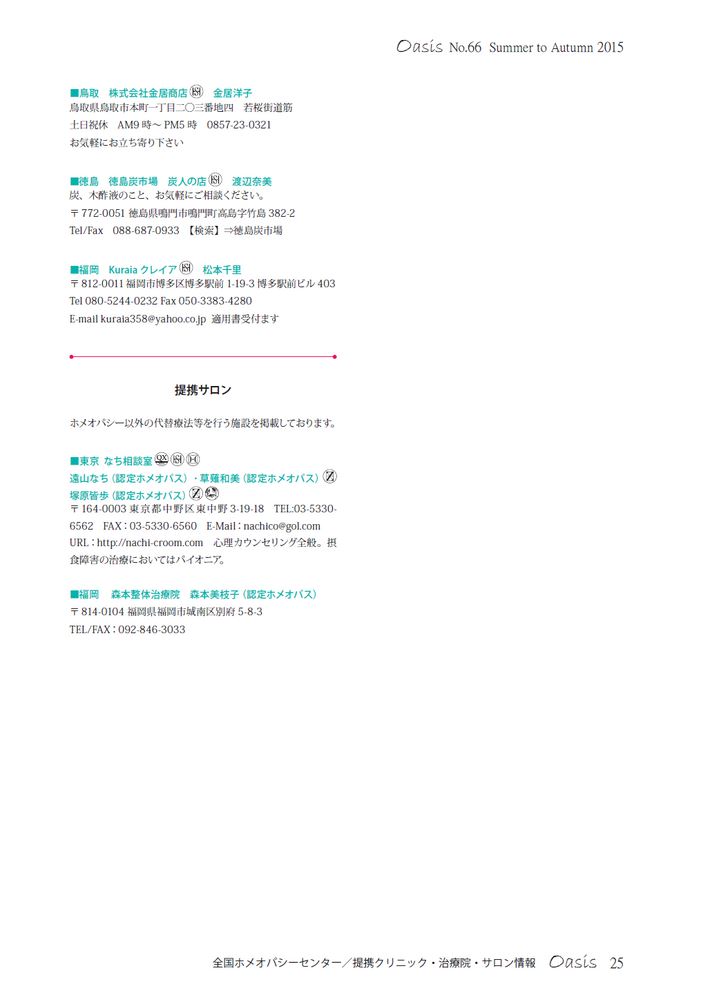 Oasis No.66 Summer to Autumn 2015
■鳥取　株式会社金居商店　金居洋子
鳥取県鳥取市本町一丁目二〇三番地四　若桜街道筋
土日祝休　AM9 時～ PM5 時　0857-23-0321
お気軽にお立ち寄り下さい
■徳島　徳島炭市場　炭人の店　渡辺奈美
炭、木酢液のこと、お気軽にご相談ください。
〒 772-0051 徳島県鳴門市鳴門町高島字竹島 382-2
Tel/Fax　088-687-0933 【検索】⇒徳島炭市場
■福岡　Kuraia クレイア　松本千里
〒 812-0011 福岡市博多区博多駅前 1-19-3 博多駅前ビル 403
Tel 080-5244-0232 Fax 050-3383-4280
E-mail kuraia358@yahoo.co.jp 適用書受付ます
提携サロン
ホメオパシー以外の代替療法等を行う施設を掲載しております。
■東京 なち相談室
遠山なち（認定ホメオパス）・草薙和美（認定ホメオパス）
塚原皆歩（認定ホメオパス）
〒 164-0003 東京都中野区東中野 3-19-18　TEL:03-5330-
6562　FAX：03-5330-6560　E-Mail：nachico@gol.com
URL：http://nachi-croom.com　心理カウンセリング全般。摂
食障害の治療においてはパイオニア。
■福岡　森本整体治療院　森本美枝子（認定ホメオパス）
〒 814-0104 福岡県福岡市城南区別府 5-8-3
TEL/FAX：092-846-3033
全国ホメオパシーセンター／提携クリニック・治療院・サロン情報　Oasis　25